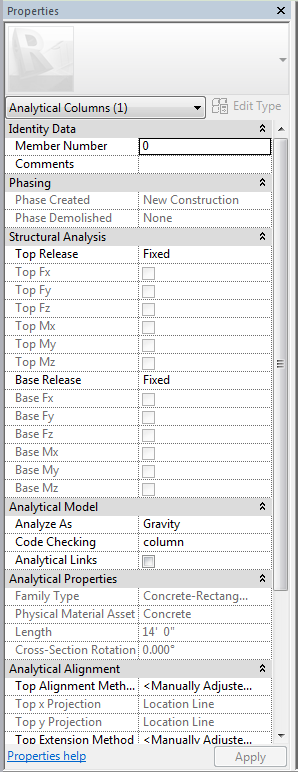 Properties
Analytical Columns (1) Edit Type
Identity Data
Member Number 0
Comments
Phasing
Phase Created New Construction
Phase Demolished None
Structural Analysis
Top Release Fixed
Top Fx
Top Fy
Top Fz
Top Mx
Top My
Top Mz
Base Release Fixed
Base Fx
Base Fy
Base Fz
Base Mx
Base My
Base Mz
Analytical Model
Analyze As Gravity
Code Checking column
Analytical Links
Analytical Properties
Family Type Concrete-Rectang...
Physical Material Asset Concrete
Length 14' 0"
Cross-Section Rotation 0.000°
Analytical Alignment
Top Alignment Meth... <Manually Adjuste...
Top x Projection Location Line
Top y Projection Location Line
Top Extension Method <Manually Adjuste...
Properties help Apply